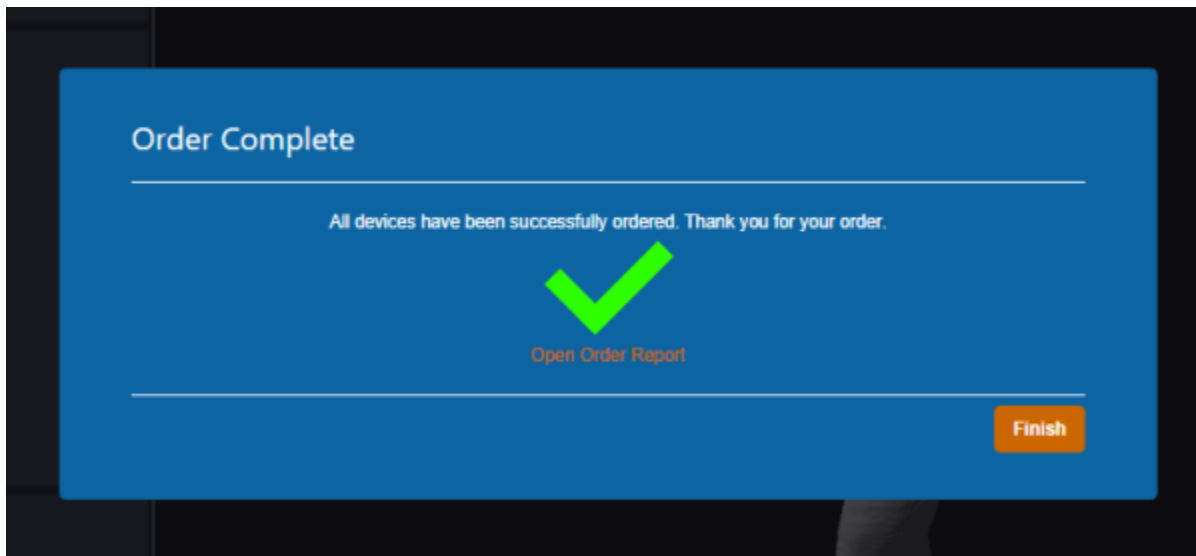 Order Complete
All devices have been successfully ordered. Thank you for your order.
Open Order Report
Finish